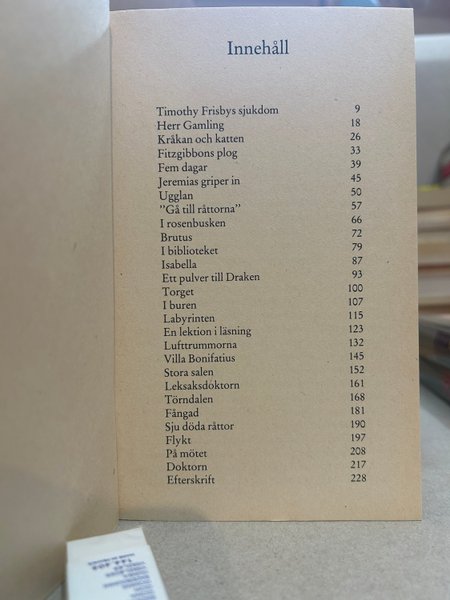 Innehåll
Timothy Frisbys sjukdom 9
Herr Gamling 18
Kråkan och katten 26
Fitzgibbons plog 33
Fem dagar 39
Jeremias griper in 45
Ugglan 50
”Gå till råttorna” 57
I rosenbusken 66
Brutus 72
I biblioteket 79
Isabella 87
Ett pulver till Draken 93
Torget 100
I buren 107
Labyrinten 115
En lektion i läsning 123
Lufttrummorna 132
Villa Bonifatius 145
Stora salen 152
Leksaksdoktorn 161
Törndalen 168
Fångad 181
Sju döda råttor 190
Flykt 197
På mötet 208
Doktorn 217
Efterskrift 228